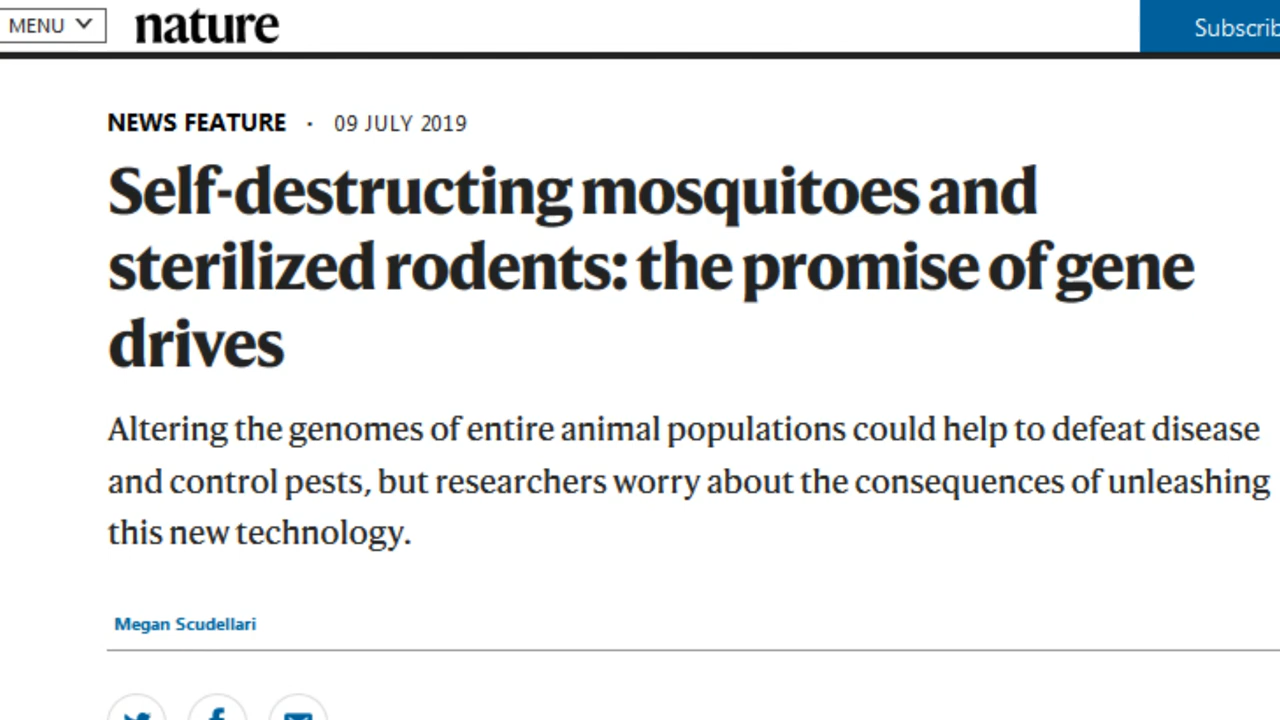 MENU
nature
Subscrib
NEWS FEATURE · 09 JULY 2019
Self-destructing mosquitoes and
sterilized rodents: the promise of gene
drives
Altering the genomes of entire animal populations could help to defeat disease
and control pests, but researchers worry about the consequences of unleashing
this new technology.
Megan Scudellari